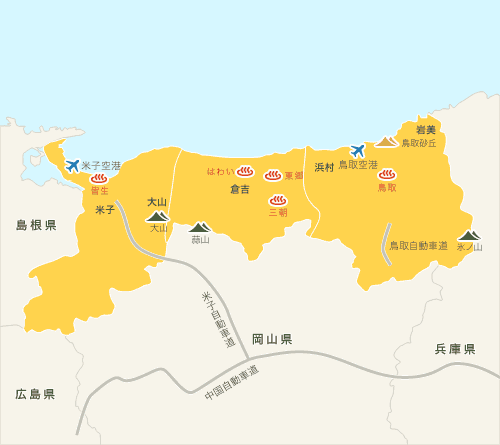 岩美
鳥取砂丘
鳥取空港
米子空港
浜村
はわい
東郷
皆生
倉吉
鳥取
大山
米子
三朝
大山
蒜山
島根県
鳥取自動車道
氷ノ山
米子自動車道
岡山県
兵庫県
中国自動車道
広島県